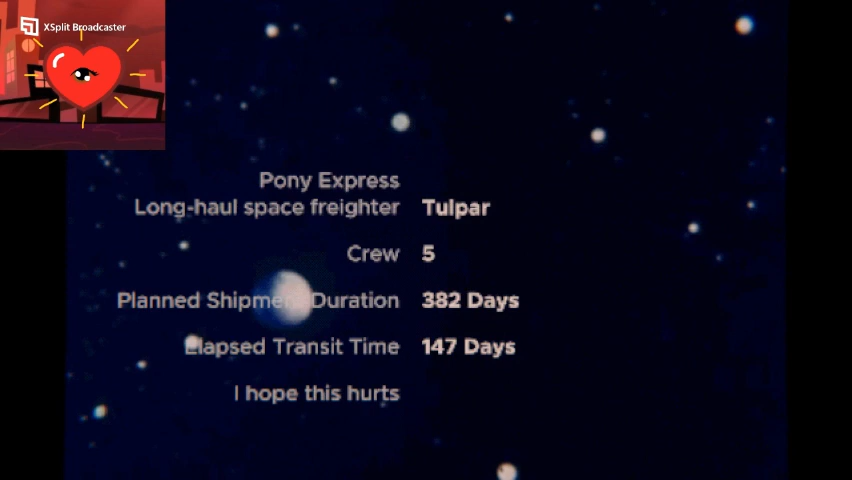 XSplit Broadcaster
Pony Express
Long-haul space freighter Tulpar
Crew 5
Planned Shipment Duration 382 Days
Elapsed Transit Time 147 Days
I hope this hurts